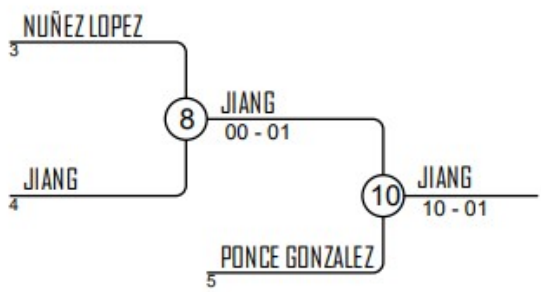 NUÑEZ LOPEZ
3
8
JIANG
00 - 01
JIANG
4
10
JIANG
10 - 01
PONCE GONZALEZ
5